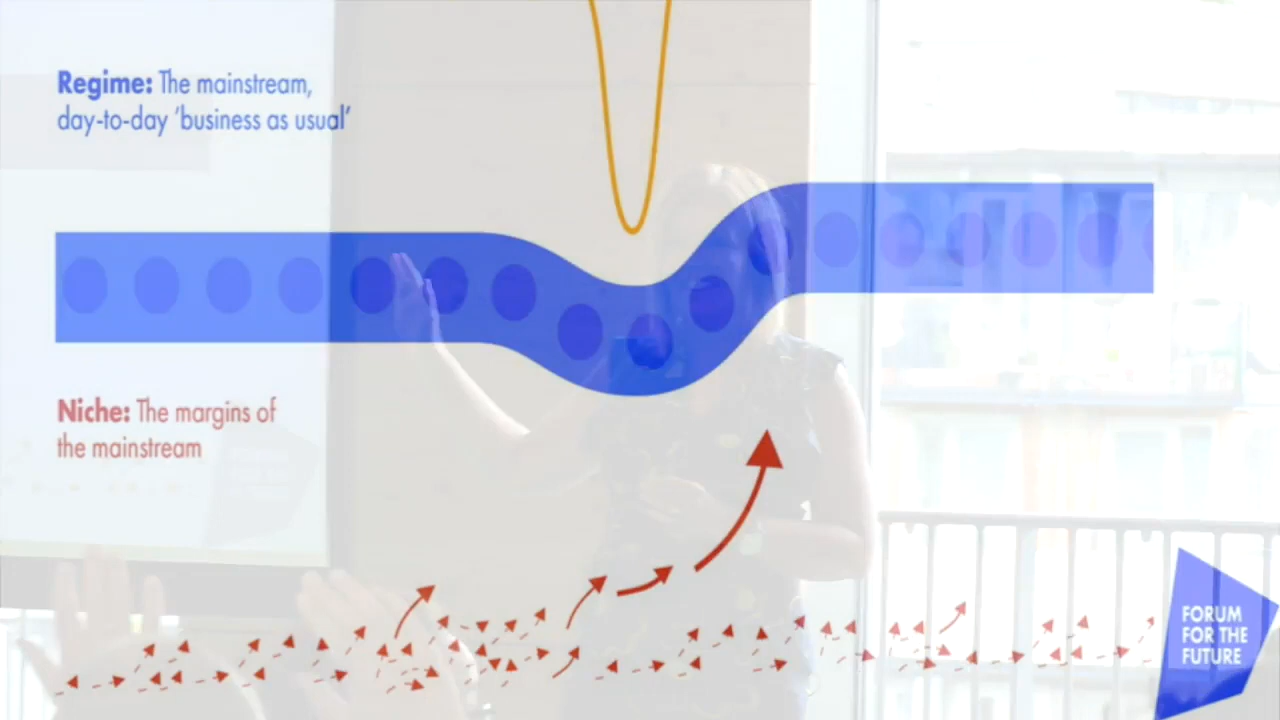 Regime: The mainstream,
day-to-day 'business as usual'
Niche: The margins of
the mainstream
FORUM
FOR THE
FUTURE